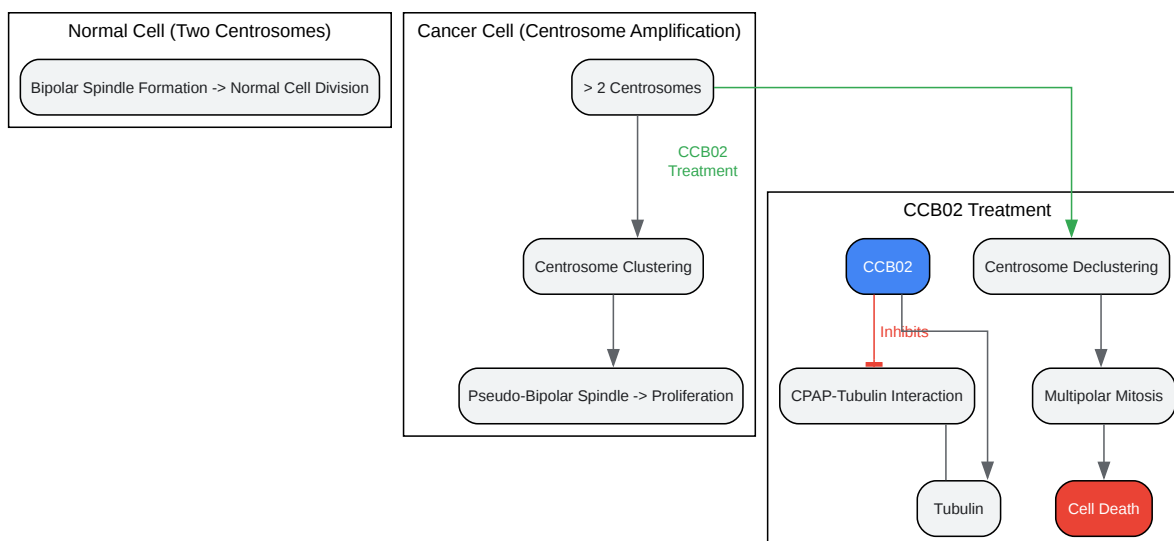 Normal Cell (Two Centrosomes)
Bipolar Spindle Formation -> Normal Cell Division
Cancer Cell (Centrosome Amplification)
> 2 Centrosomes
CCB02
Treatment
Centrosome Clustering
Pseudo-Bipolar Spindle -> Proliferation
CCB02 Treatment
CCB02
Centrosome Declustering
Inhibits
CPAP-Tubulin Interaction
Multipolar Mitosis
Tubulin
Cell Death